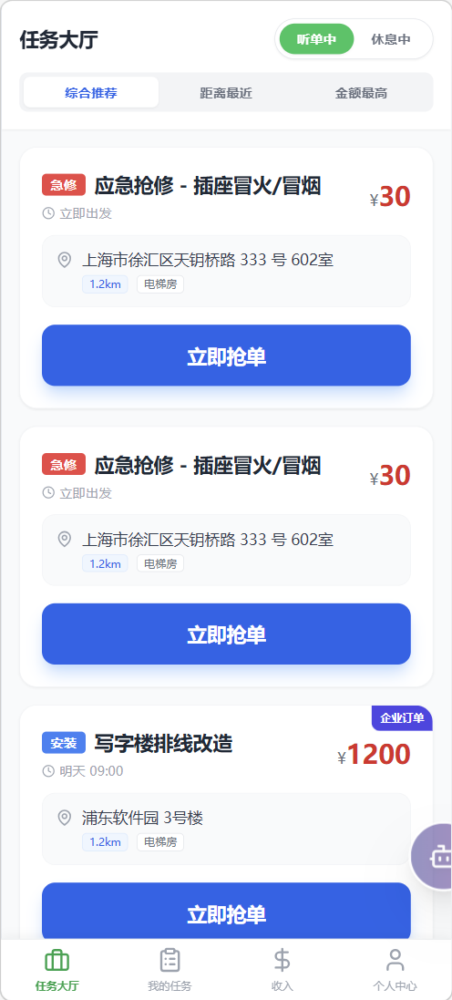 任务大厅
听单中
休息中
综合推荐
距离最近
金额最高
急修 应急抢修 - 插座冒火/冒烟
¥30
立即出发
上海市徐汇区天钥桥路 333 号 602室
1.2km
电梯房
立即抢单
急修 应急抢修 - 插座冒火/冒烟
¥30
立即出发
上海市徐汇区天钥桥路 333 号 602室
1.2km
电梯房
立即抢单
企业订单
安装 写字楼排线改造
¥1200
明天 09:00
浦东软件园 3号楼
1.2km
电梯房
立即抢单
任务大厅
我的任务
收入
个人中心